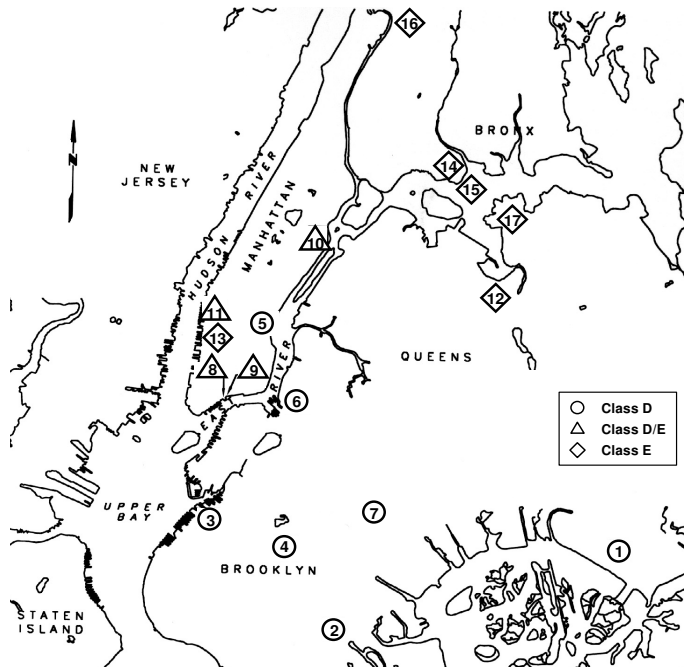 16
BRONX
14
NEW
JERSEY
15
N
HUDSON RIVER
MANHATTAN
17
10
12
11
5
13
QUEENS
8
9
EAST RIVER
6
Class D
Class D/E
Class E
UPPER
BAY
3
7
4
1
BROOKLYN
STATEN
ISLAND
2